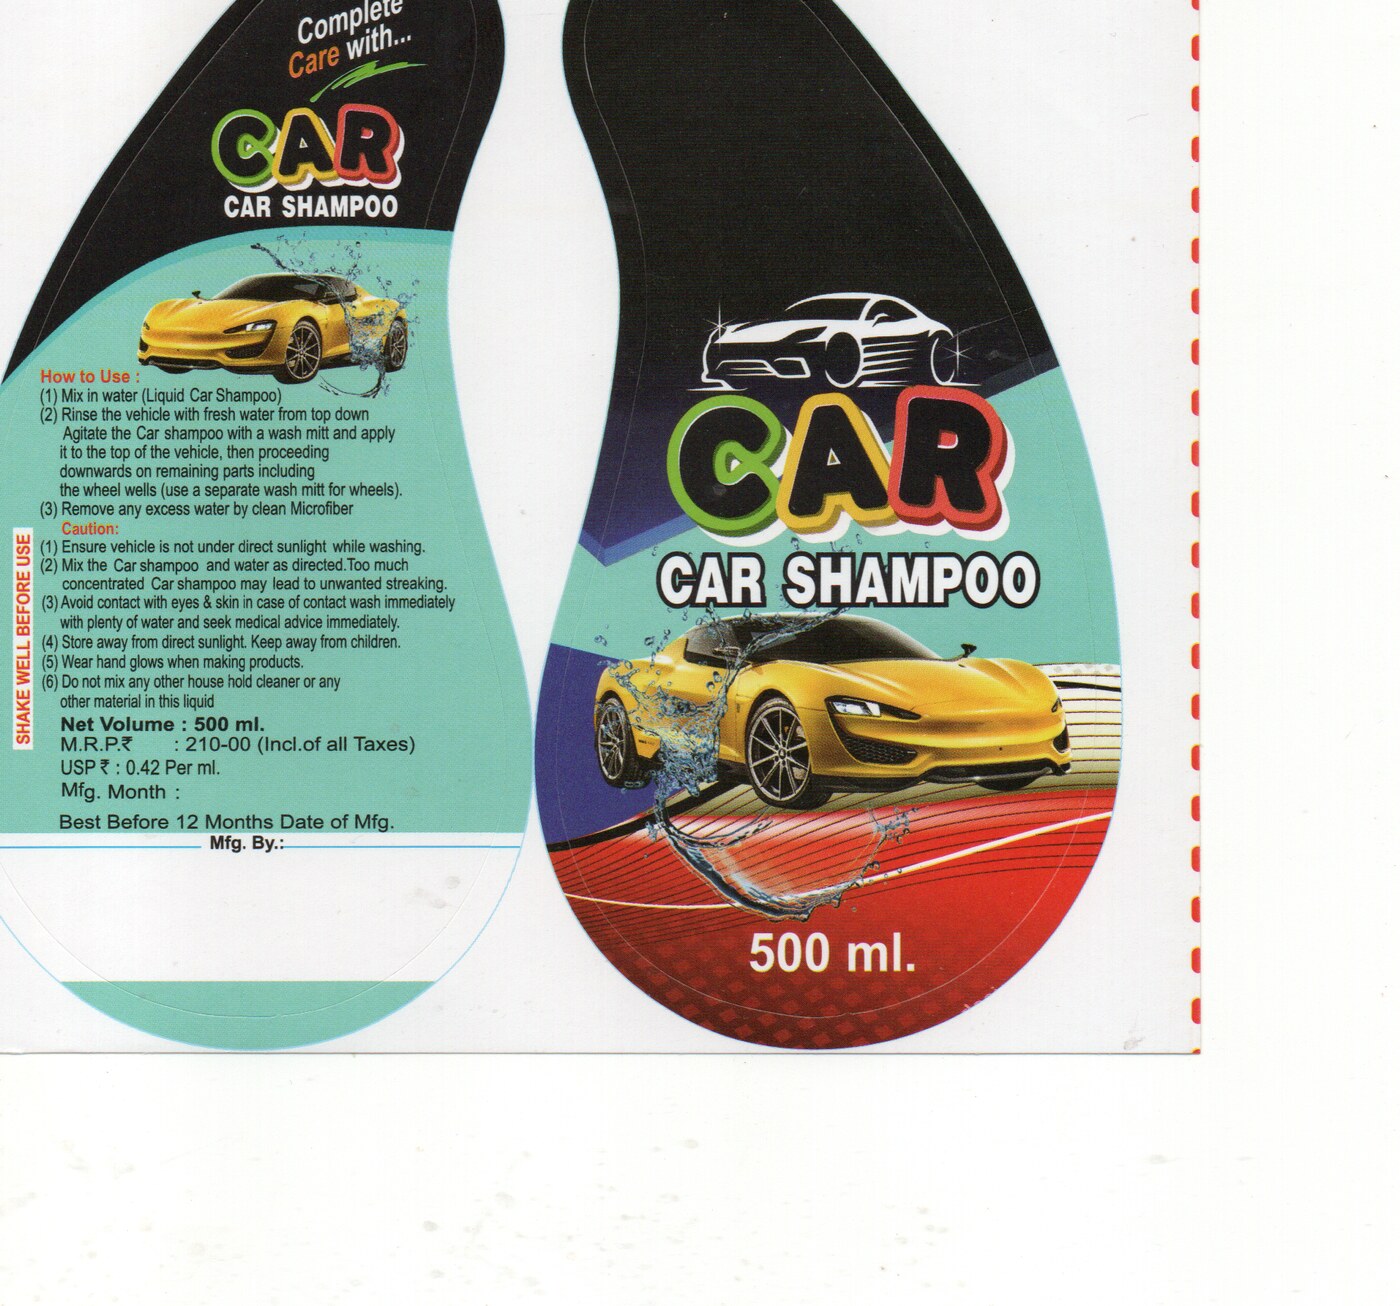 Complete
Care with...
CAR
CAR SHAMPOO
How to Use :
(1) Mix in water (Liquid Car Shampoo)
(2) Rinse the vehicle with fresh water from top down
Agitate the Car shampoo with a wash mitt and apply
it to the top of the vehicle, then proceeding
downwards on remaining parts including
the wheel wells (use a separate wash mitt for wheels).
(3) Remove any excess water by clean Microfiber
Caution:
(1) Ensure vehicle is not under direct sunlight while washing.
(2) Mix the Car shampoo and water as directed.Too much
concentrated Car shampoo may lead to unwanted streaking.
(3) Avoid contact with eyes & skin in case of contact wash immediately
with plenty of water and seek medical advice immediately.
(4) Store away from direct sunlight. Keep away from children.
(5) Wear hand glows when making products.
(6) Do not mix any other house hold cleaner or any
other material in this liquid
SHAKE WELL BEFORE USE
Net Volume : 500 ml.
M.R.P.₹ : 210-00 (Incl.of all Taxes)
USP ₹ : 0.42 Per ml.
Mfg. Month :
Best Before 12 Months Date of Mfg.
Mfg. By.:
CAR
CAR SHAMPOO
500 ml.